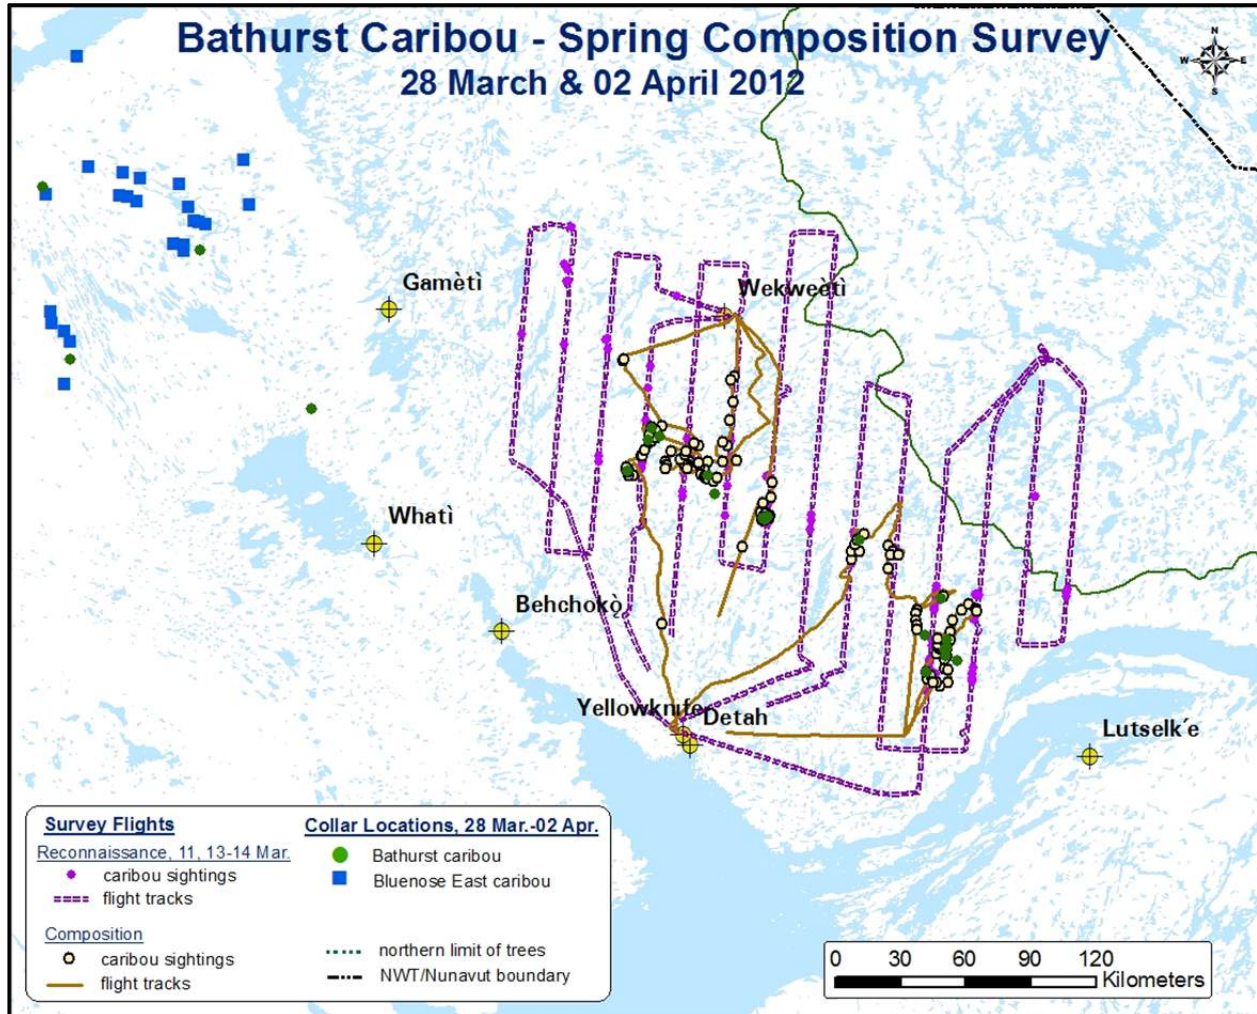 Bathurst Caribou - Spring Composition Survey
28 March & 02 April 2012
N
W E
S
Gamètì
Wekweètì
Whatì
Behchokǫ̀
Yellowknife
Detah
Lutselk´e
Survey Flights
Reconnaissance, 11, 13-14 Mar.
caribou sightings
flight tracks
Composition
caribou sightings
flight tracks
Collar Locations, 28 Mar.-02 Apr.
Bathurst caribou
Bluenose East caribou
northern limit of trees
NWT/Nunavut boundary
0 30 60 90 120
Kilometers